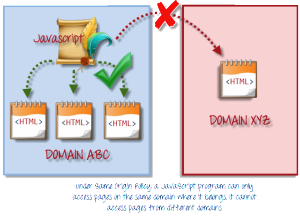 Javascript
<HTML>
<HTML> <HTML> <HTML>
DOMAIN XYZ
DOMAIN ABC
under Same Origin Policy, a JavaScript program can only
access pages on the same domain where it belongs. It cannot
access pages from different domains